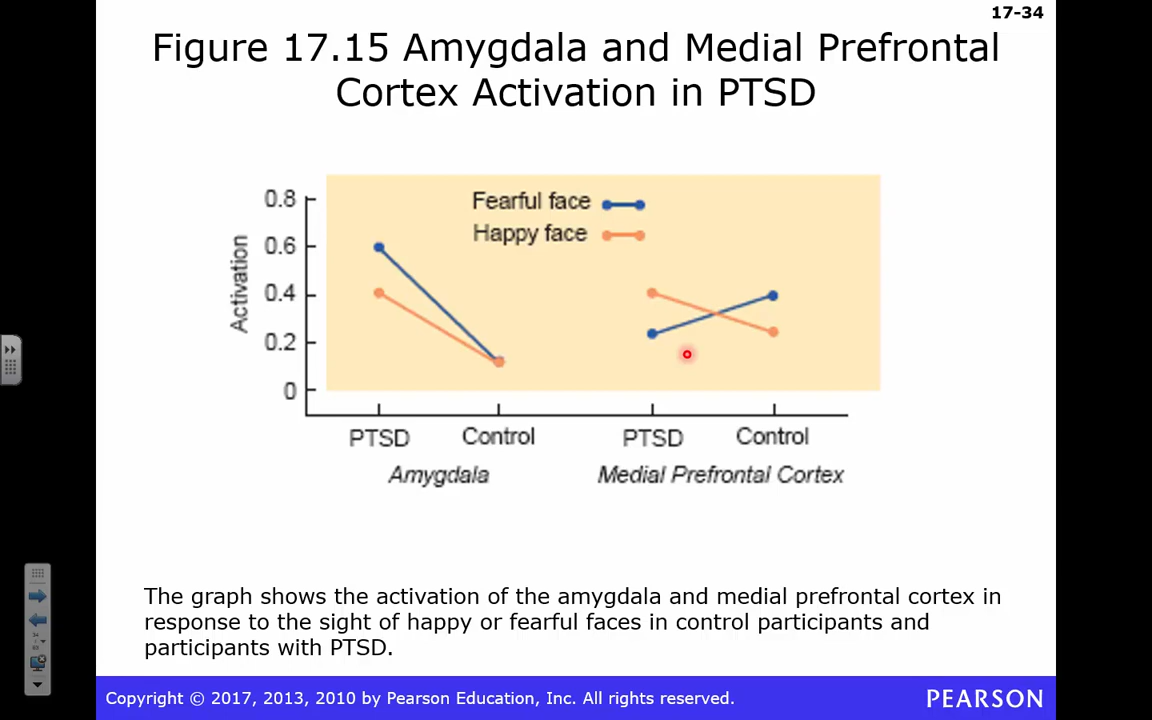 17-34
Figure 17.15 Amygdala and Medial Prefrontal
Cortex Activation in PTSD
Fearful face
Happy face
Activation
0.8
0.6
0.4
0.2
0
PTSD
Control
PTSD
Control
Amygdala
Medial Prefrontal Cortex
The graph shows the activation of the amygdala and medial prefrontal cortex in
response to the sight of happy or fearful faces in control participants and
participants with PTSD.
Copyright © 2017, 2013, 2010 by Pearson Education, Inc. All rights reserved.
PEARSON